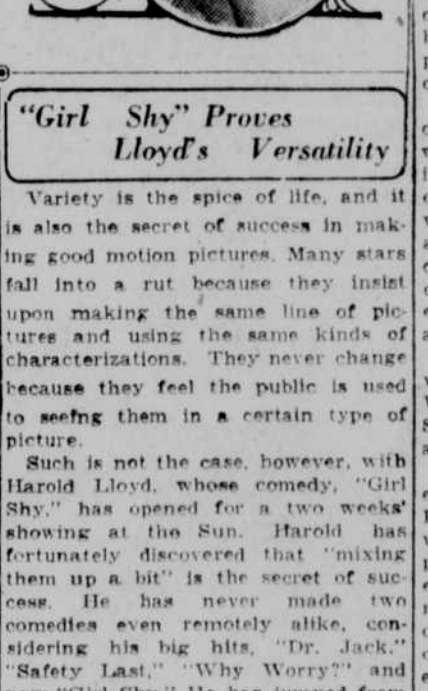 "Girl Shy" Proves
Lloyd's Versatility
Variety is the spice of life, and it
is also the secret of success in mak-
ing good motion pictures. Many stars
fall into a rut because they insist
upon making the same line of pic-
tures and using the same kinds of
characterizations. They never change
because they feel the public is used
to seefng them in a certain type of
picture.
Such is not the case, however, with
Harold Lloyd, whose comedy, "Girl
Shy," has opened for a two weeks'
showing at the Sun. Harold has
fortunately discovered that "mixing
them up a bit" is the secret of suc-
cess. He has never made two
comedies even remotely alike, con-
sidering his big hits, "Dr. Jack."
"Safety Last," "Why Worry?" and